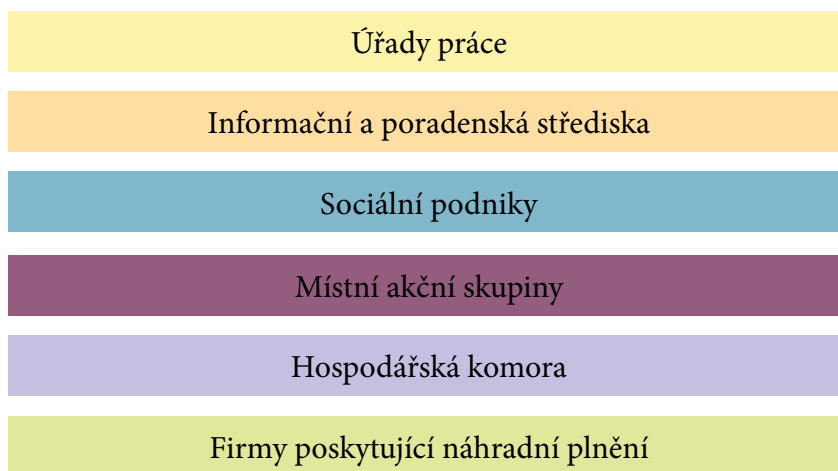 Úřady práce
Informační a poradenská střediska
Sociální podniky
Místní akční skupiny
Hospodářská komora
Firmy poskytující náhradní plnění